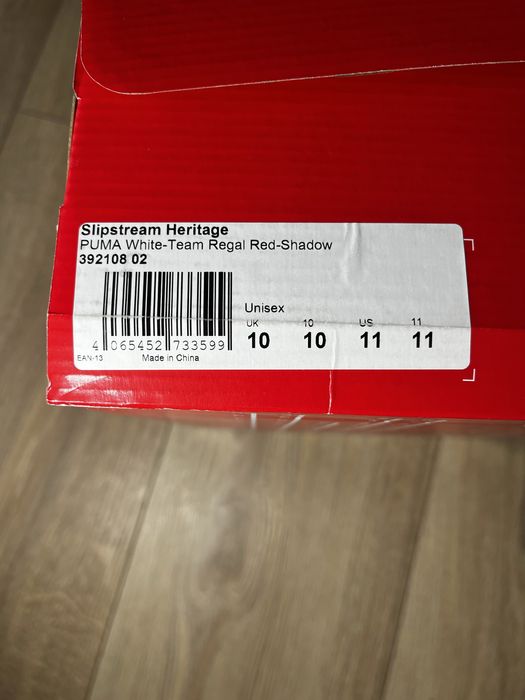 Slipstream Heritage
PUMA White-Team Regal Red-Shadow
392108 02
Unisex
UK 10 US 11
10 10 11 11
4 065452 733599
EAN-13 Made in China